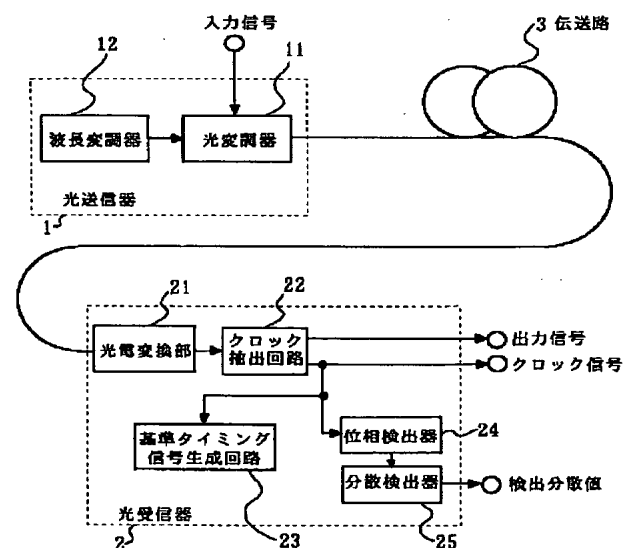 入力信号
12
11
3 伝送路
波長変調器
光変調器
光送信器
1
21
22
光電変換部
クロック
抽出回路
出力信号
クロック信号
基準タイミング
信号生成回路
位相検出器
24
分散検出器
検出分散値
光受信器
2
23
25